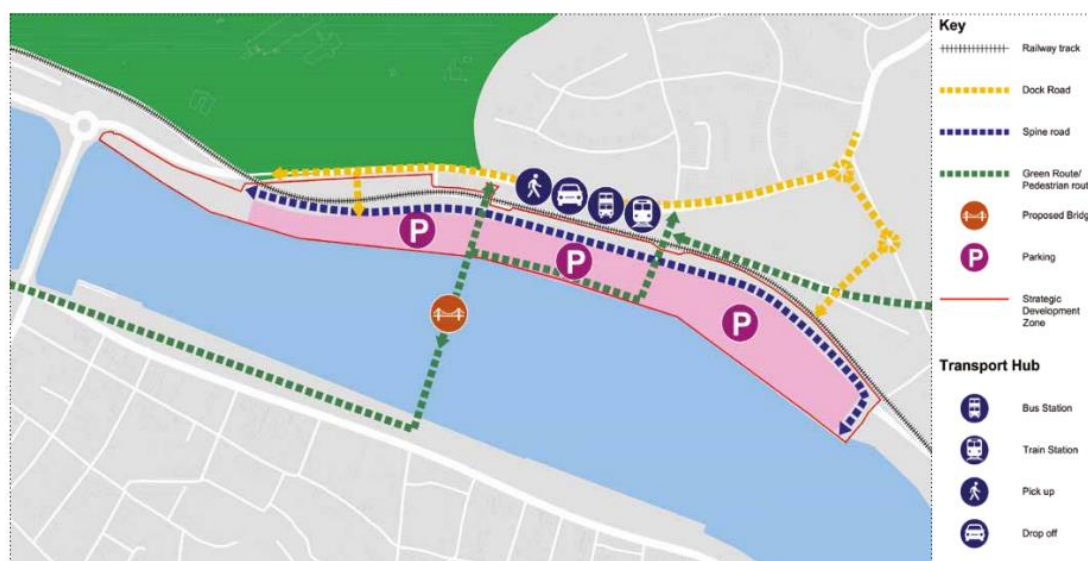 Key
Railway track
Dock Road
Spine road
Green Route/
Pedestrian rout
Proposed Bridg
P
Parking
Strategic
Development
Zone
Transport Hub
Bus Station
Train Station
Pick up
Drop off
P
P
P